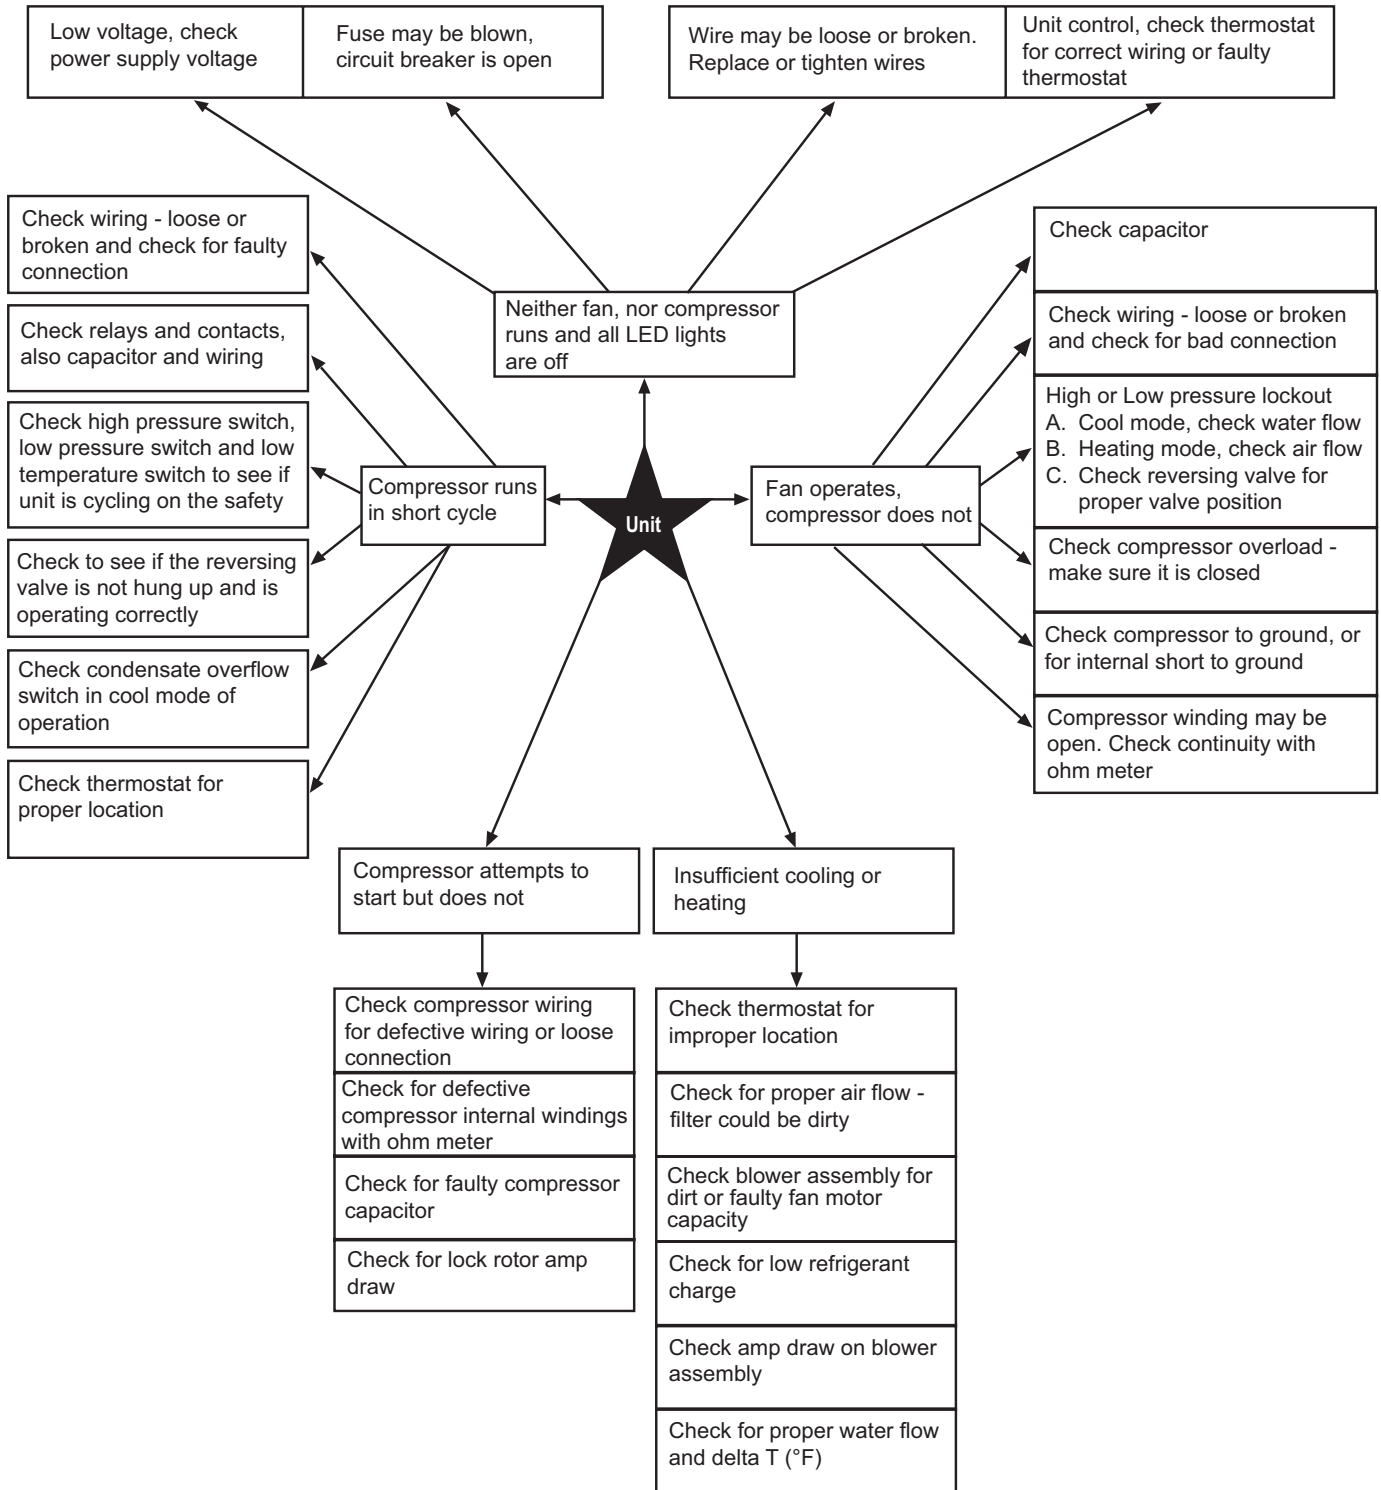 Low voltage, check
power supply voltage
Fuse may be blown,
circuit breaker is open
Wire may be loose or broken.
Replace or tighten wires
Unit control, check thermostat
for correct wiring or faulty
thermostat
Check wiring - loose or
broken and check for faulty
connection
Check relays and contacts,
also capacitor and wiring
Check high pressure switch,
low pressure switch and low
temperature switch to see if
unit is cycling on the safety
Check to see if the reversing
valve is not hung up and is
operating correctly
Check condensate overflow
switch in cool mode of
operation
Check thermostat for
proper location
Neither fan, nor compressor
runs and all LED lights
are off
Compressor runs
in short cycle
Unit
Fan operates,
compressor does not
Check capacitor
Check wiring - loose or broken
and check for bad connection
High or Low pressure lockout
A. Cool mode, check water flow
B. Heating mode, check air flow
C. Check reversing valve for
proper valve position
Check compressor overload -
make sure it is closed
Check compressor to ground, or
for internal short to ground
Compressor winding may be
open. Check continuity with
ohm meter
Compressor attempts to
start but does not
Check compressor wiring
for defective wiring or loose
connection
Check for defective
compressor internal windings
with ohm meter
Check for faulty compressor
capacitor
Check for lock rotor amp
draw
Insufficient cooling or
heating
Check thermostat for
improper location
Check for proper air flow -
filter could be dirty
Check blower assembly for
dirt or faulty fan motor
capacity
Check for low refrigerant
charge
Check amp draw on blower
assembly
Check for proper water flow
and delta T (°F)